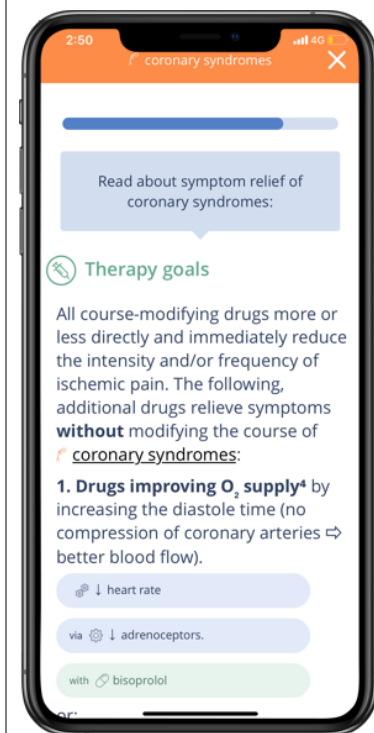 2:50
4G
coronary syndromes
Read about symptom relief of
coronary syndromes:
Therapy goals
All course-modifying drugs more or
less directly and immediately reduce
the intensity and/or frequency of
ischemic pain. The following,
additional drugs relieve symptoms
without modifying the course of
coronary syndromes:
1. Drugs improving O₂ supply⁴ by
increasing the diastole time (no
compression of coronary arteries ⇨
better blood flow).
↓ heart rate
via ↓ adrenoceptors.
with bisoprolol
or: